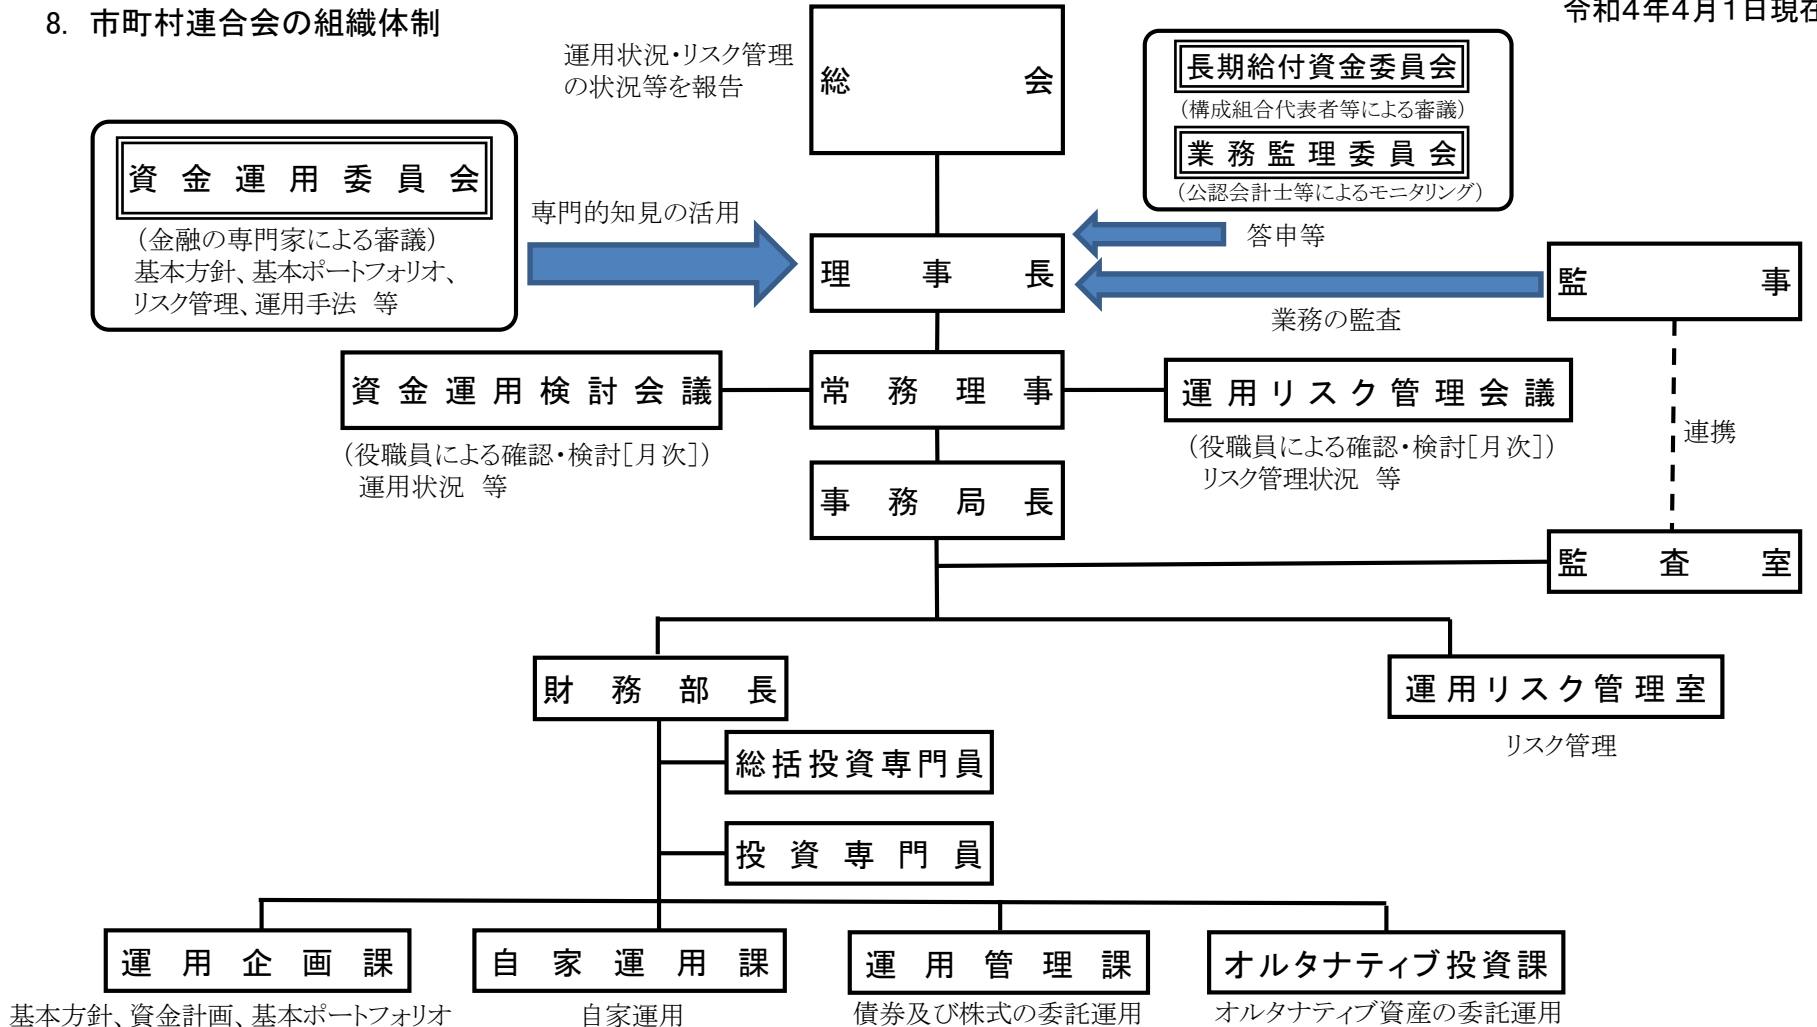 8. 市町村連合会の組織体制
令和4年4月1日現在
運用状況・リスク管理
の状況等を報告
総会
長期給付資金委員会
(構成組合代表者等による審議)
業務監理委員会
(公認会計士等によるモニタリング)
資金運用委員会
(金融の専門家による審議)
基本方針、基本ポートフォリオ、
リスク管理、運用手法 等
専門的知見の活用
答申等
理事長
監事
業務の監査
資金運用検討会議
常務理事
運用リスク管理会議
(役職員による確認・検討[月次])
運用状況 等
(役職員による確認・検討[月次])
リスク管理状況 等
連携
事務局長
監査室
財務部長
運用リスク管理室
リスク管理
総括投資専門員
投資専門員
運用企画課
自家運用課
運用管理課
オルタナティブ投資課
基本方針、資金計画、基本ポートフォリオ
自家運用
債券及び株式の委託運用
オルタナティブ資産の委託運用